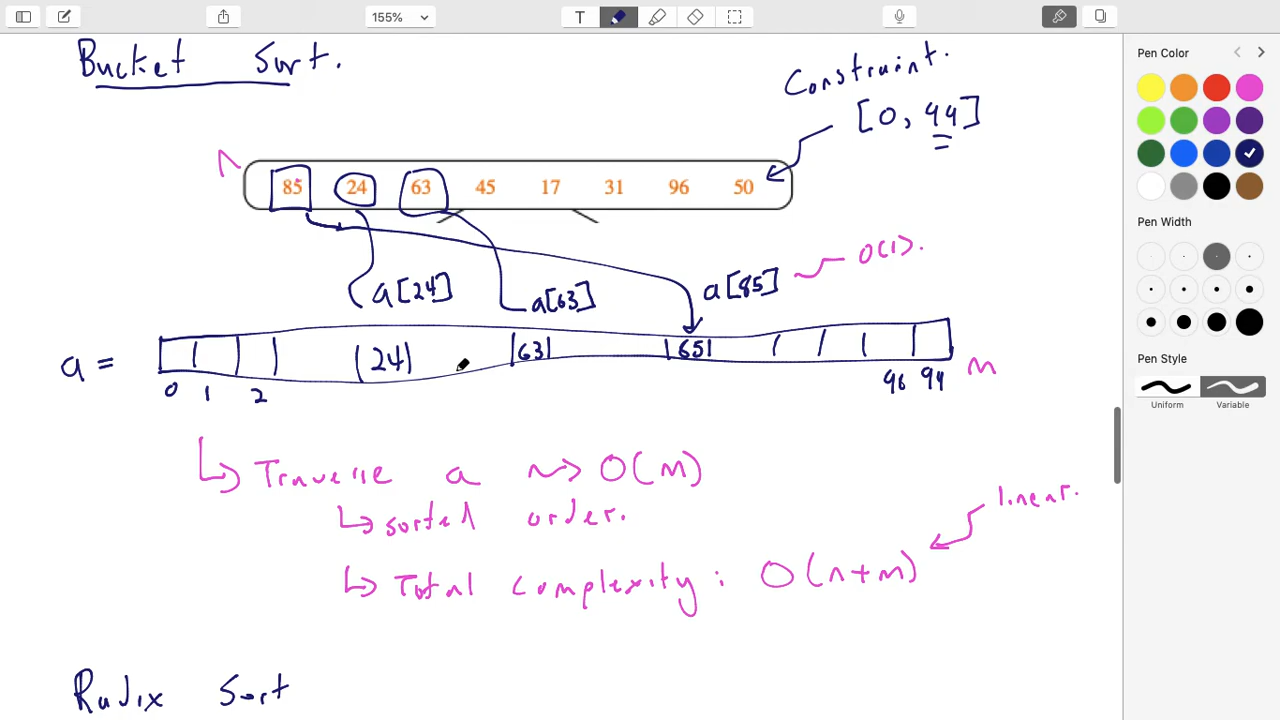 155%
T
Pen Color
Bucket Sort.
Constraint.
[0, 99]
n
85 24 63 45 17 31 96 50
O(1).
a[24] a[63] a[85]
a = 24 63 65 m
0 1 2 96 99
Traverse a O(m)
sorted order.
linear.
Total complexity: O(n+m)
Radix Sort
Pen Width
Pen Style
Uniform Variable